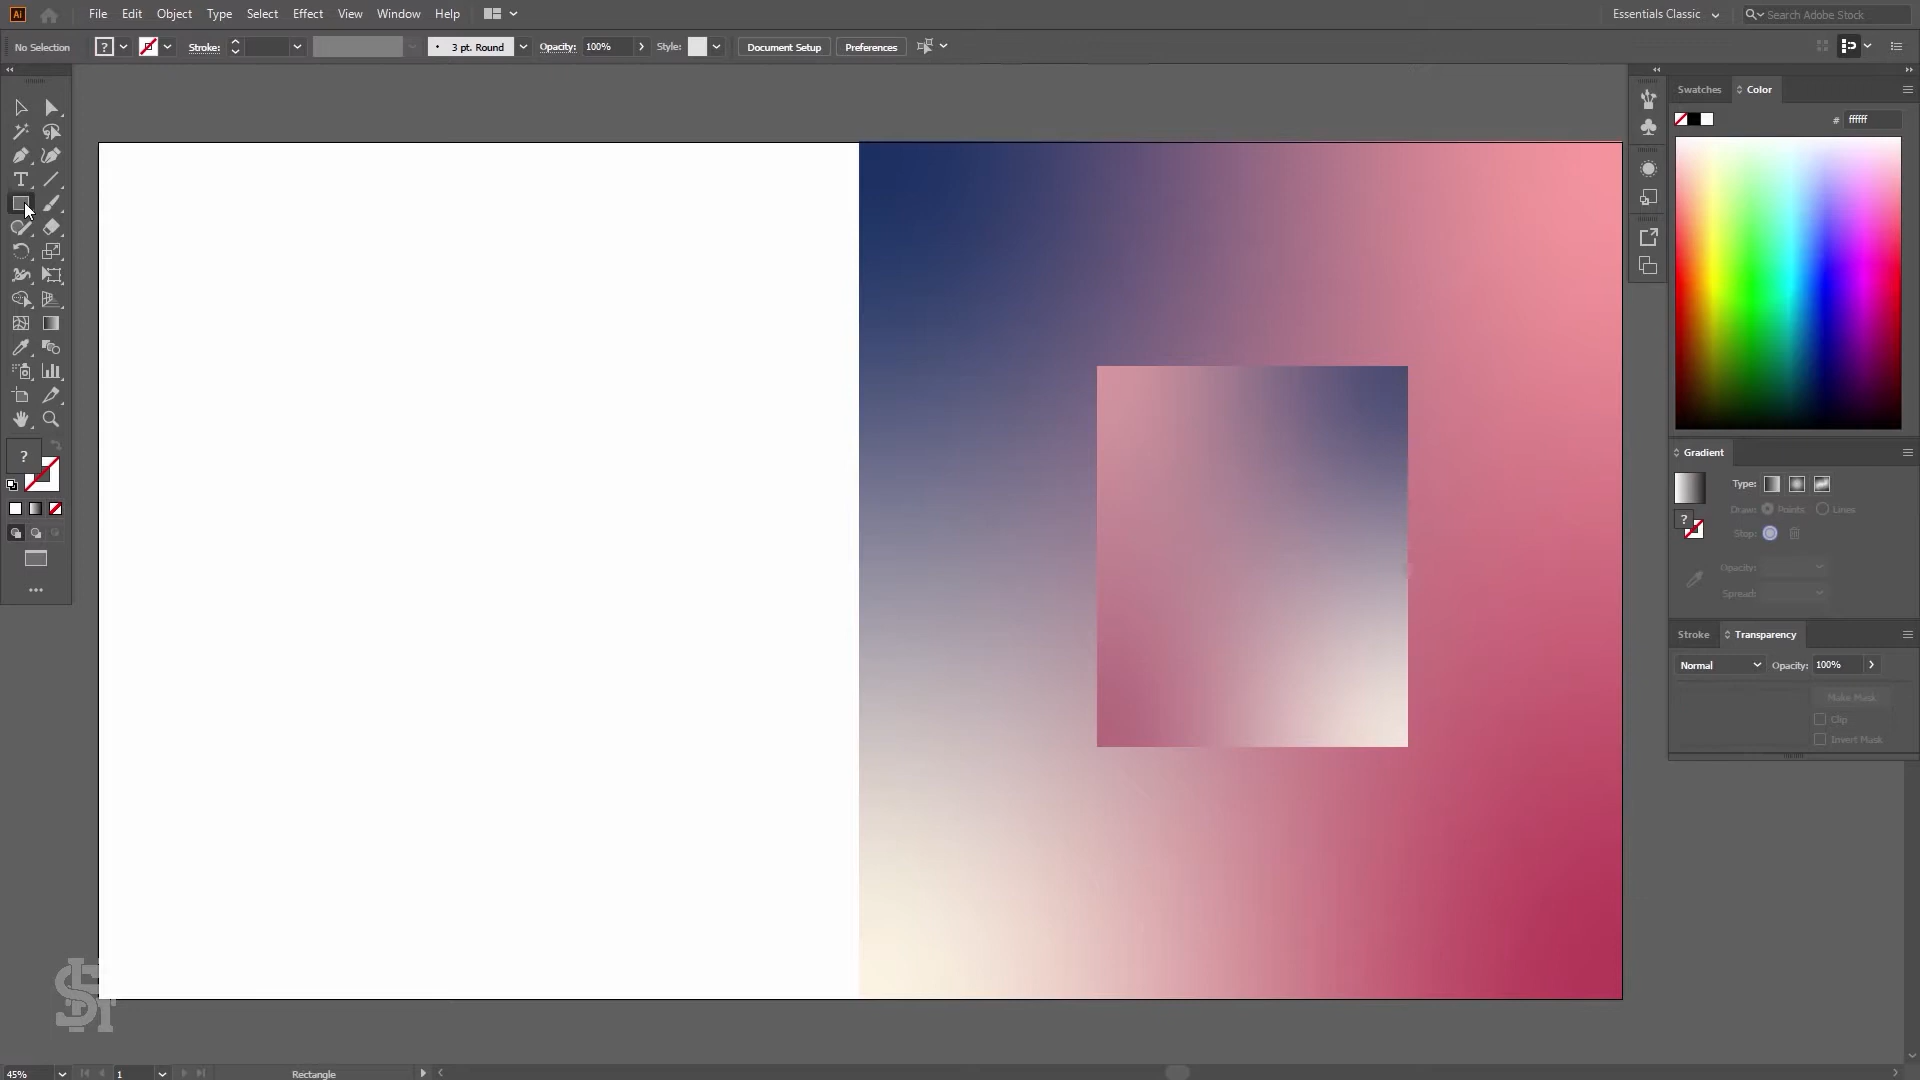 Ai File Edit Object Type Select Effect View Window Help Essentials Classic Search Adobe Stock
No Selection ? Stroke: 3 pt. Round Opacity: 100% Style: Document Setup Preferences
Swatches Color
# ffffff
T
?
Gradient
Type:
? Draw: Points Lines
Stop:
Opacity:
Spread:
Stroke Transparency
Normal Opacity: 100%
Make Mask
Clip
Invert Mask
45% 1 Rectangle